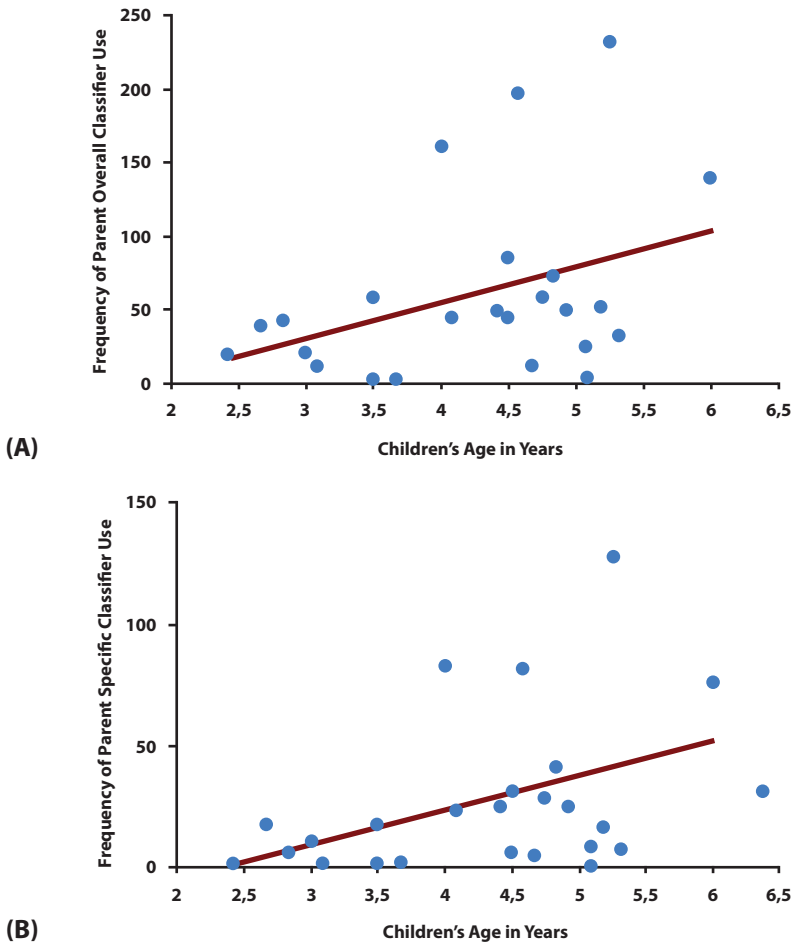 250
200
150
100
50
0
Frequency of Parent Overall Classifier Use
2 2,5 3 3,5 4 4,5 5 5,5 6 6,5
(A)
Children's Age in Years
150
100
50
0
Frequency of Parent Specific Classifier Use
2 2,5 3 3,5 4 4,5 5 5,5 6 6,5
(B)
Children's Age in Years